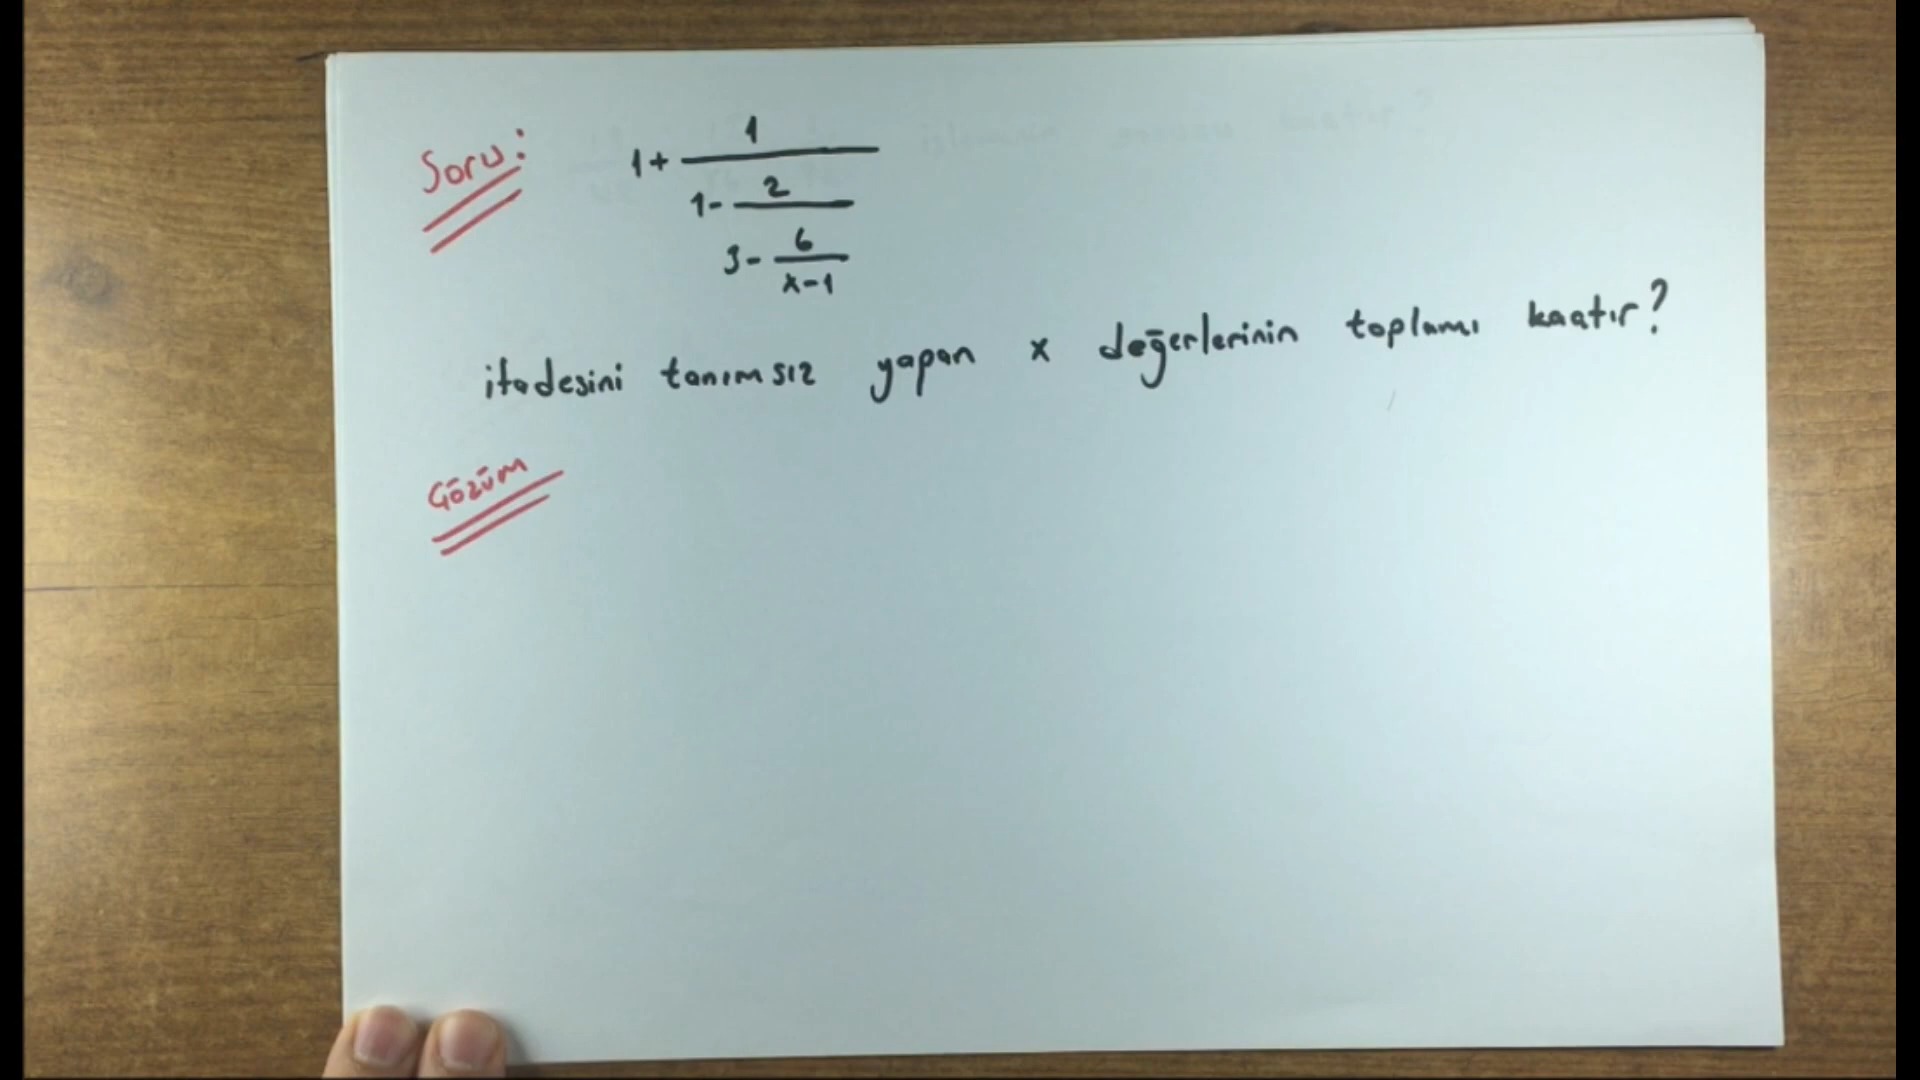 Soru:
1 + 1
1 - 2
3 - 6
x - 1
ifadesini tanımsız yapan x değerlerinin toplamı kaçtır?
Çözüm